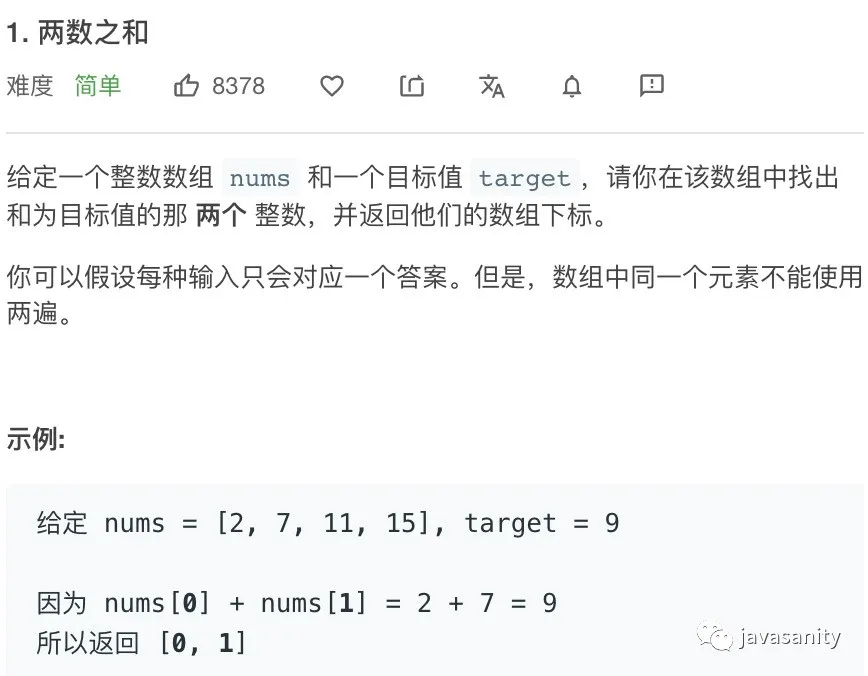 1. 两数之和
难度 简单 8378
给定一个整数数组 nums 和一个目标值 target，请你在该数组中找出
和为目标值的那 两个 整数，并返回他们的数组下标。
你可以假设每种输入只会对应一个答案。但是，数组中同一个元素不能使用
两遍。
示例:
给定 nums = [2, 7, 11, 15], target = 9
因为 nums[0] + nums[1] = 2 + 7 = 9
所以返回 [0, 1]
javasanity